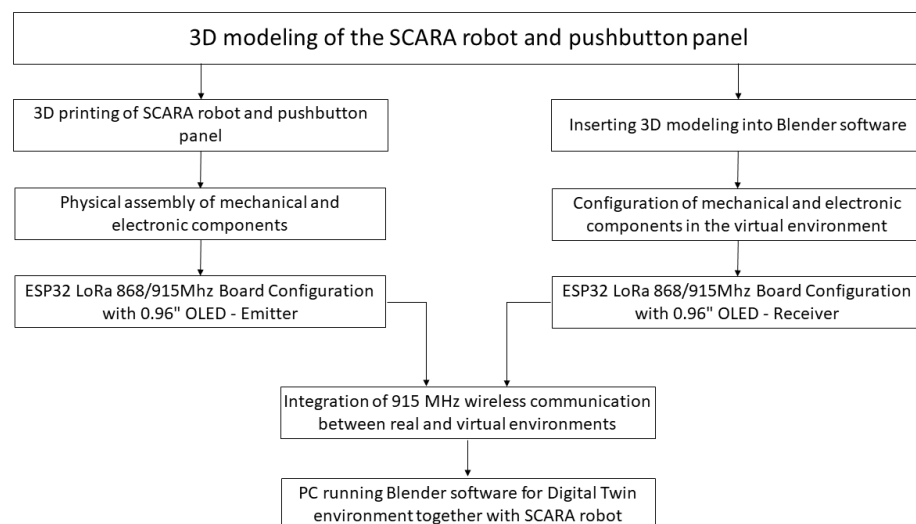 3D modeling of the SCARA robot and pushbutton panel
3D printing of SCARA robot and pushbutton
panel
Inserting 3D modeling into Blender software
Physical assembly of mechanical and
electronic components
Configuration of mechanical and electronic
components in the virtual environment
ESP32 LoRa 868/915Mhz Board Configuration
with 0.96" OLED - Emitter
ESP32 LoRa 868/915Mhz Board Configuration
with 0.96" OLED - Receiver
Integration of 915 MHz wireless communication
between real and virtual environments
PC running Blender software for Digital Twin
environment together with SCARA robot